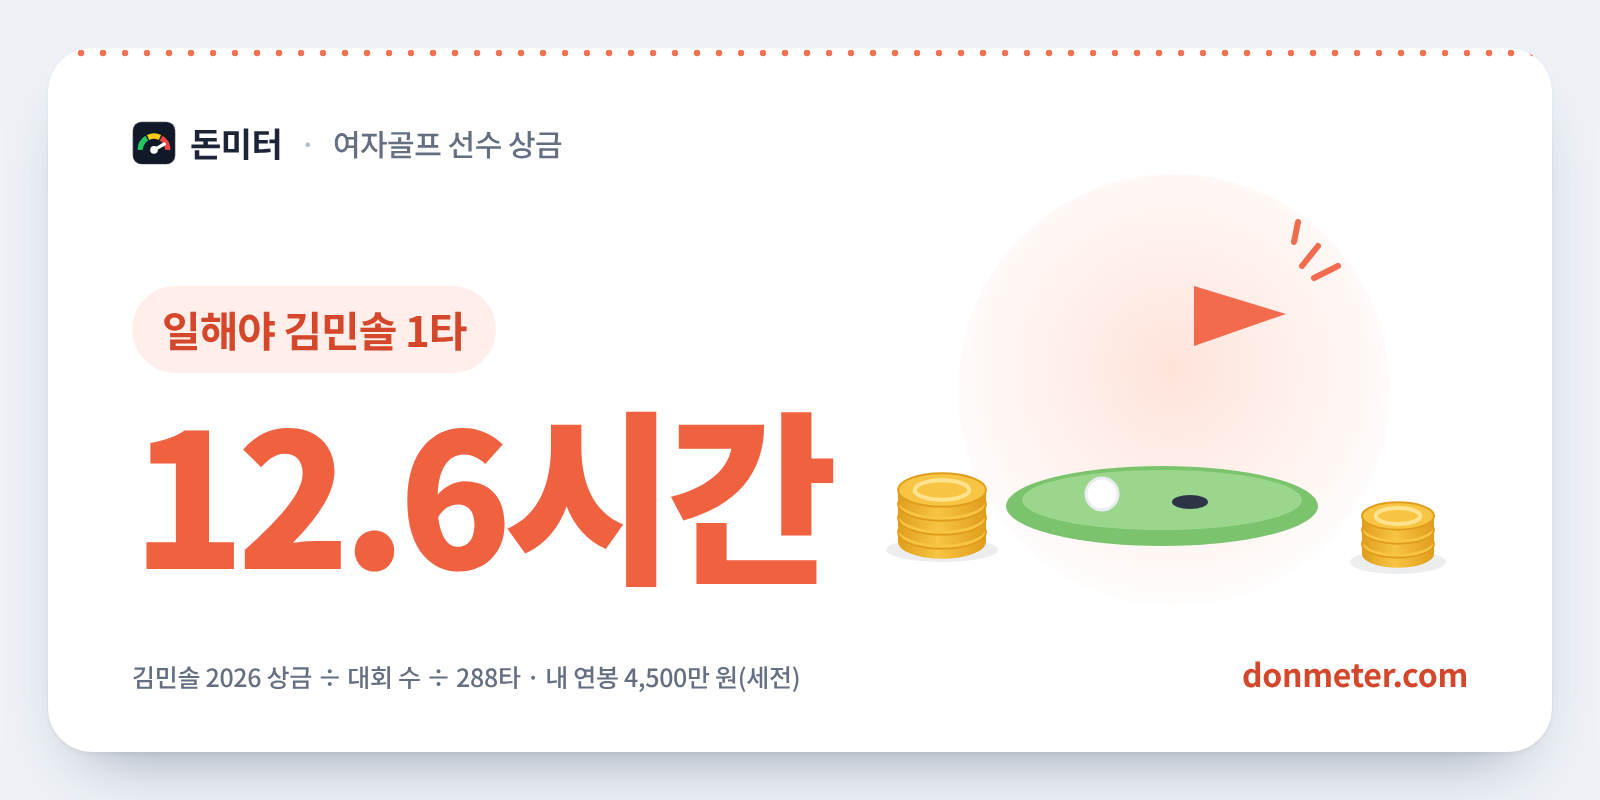 돈미터 · 여자골프 선수 상금
일해야 김민솔 1타
12.6시간
김민솔 2026 상금 ÷ 대회 수 ÷ 288타 · 내 연봉 4,500만 원(세전)
donmeter.com